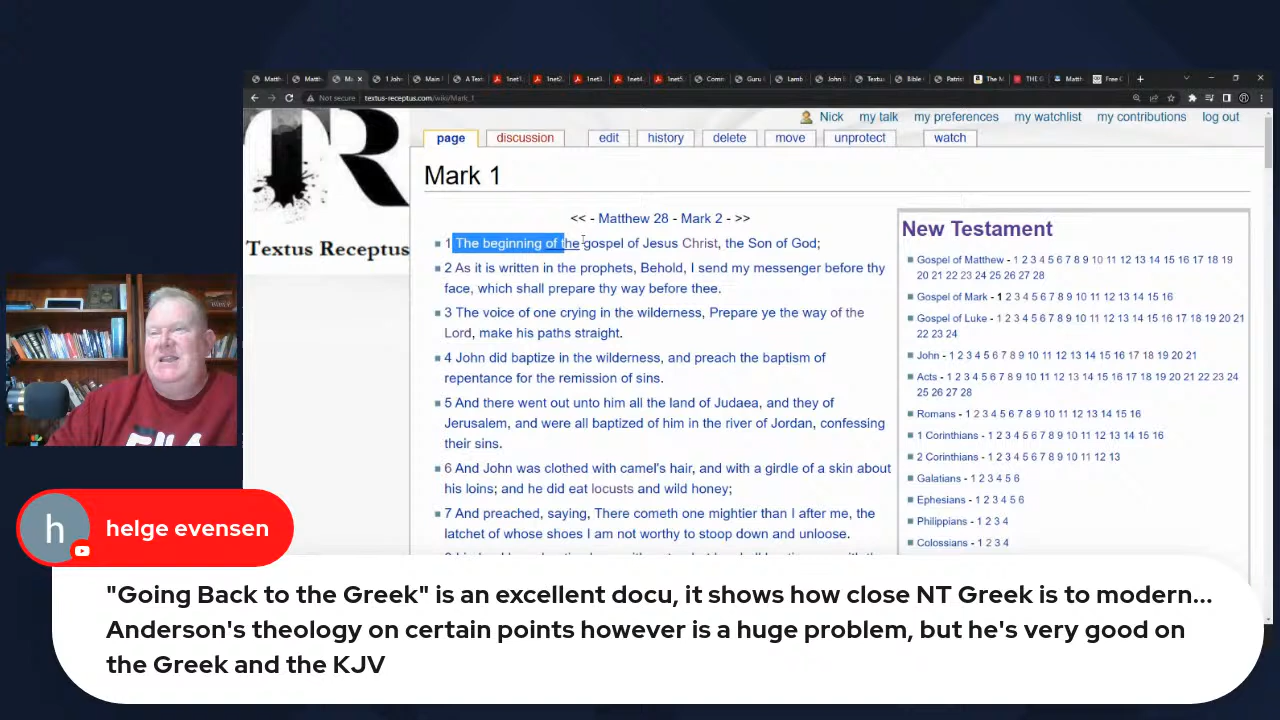 Mark 1
Main
A Text
1net1
1net2
Comin
Guru
Lamb
John
Textu
Bible
Patrist
The M
THE G
Matth
Free C
Not secure textus-receptus.com/wiki/Mark_1
TR
Textus Receptus
Nick my talk my preferences my watchlist my contributions log out
page discussion edit history delete move unprotect watch
Mark 1
<< - Matthew 28 - Mark 2 - >>
1 The beginning of the gospel of Jesus Christ, the Son of God;
2 As it is written in the prophets, Behold, I send my messenger before thy
face, which shall prepare thy way before thee.
3 The voice of one crying in the wilderness, Prepare ye the way of the
Lord, make his paths straight.
4 John did baptize in the wilderness, and preach the baptism of
repentance for the remission of sins.
5 And there went out unto him all the land of Judaea, and they of
Jerusalem, and were all baptized of him in the river of Jordan, confessing
their sins.
6 And John was clothed with camel's hair, and with a girdle of a skin about
his loins; and he did eat locusts and wild honey;
7 And preached, saying, There cometh one mightier than I after me, the
latchet of whose shoes I am not worthy to stoop down and unloose.
New Testament
Gospel of Matthew - 1 2 3 4 5 6 7 8 9 10 11 12 13 14 15 16 17 18 19
20 21 22 23 24 25 26 27 28
Gospel of Mark - 1 2 3 4 5 6 7 8 9 10 11 12 13 14 15 16
Gospel of Luke - 1 2 3 4 5 6 7 8 9 10 11 12 13 14 15 16 17 18 19 20 21
22 23 24
John - 1 2 3 4 5 6 7 8 9 10 11 12 13 14 15 16 17 18 19 20 21
Acts - 1 2 3 4 5 6 7 8 9 10 11 12 13 14 15 16 17 18 19 20 21 22 23 24
25 26 27 28
Romans - 1 2 3 4 5 6 7 8 9 10 11 12 13 14 15 16
1 Corinthians - 1 2 3 4 5 6 7 8 9 10 11 12 13 14 15 16
2 Corinthians - 1 2 3 4 5 6 7 8 9 10 11 12 13
Galatians - 1 2 3 4 5 6
Ephesians - 1 2 3 4 5 6
Philippians - 1 2 3 4
Colossians - 1 2 3 4
FILA
h
helge evensen
"Going Back to the Greek" is an excellent docu, it shows how close NT Greek is to modern...
Anderson's theology on certain points however is a huge problem, but he's very good on
the Greek and the KJV